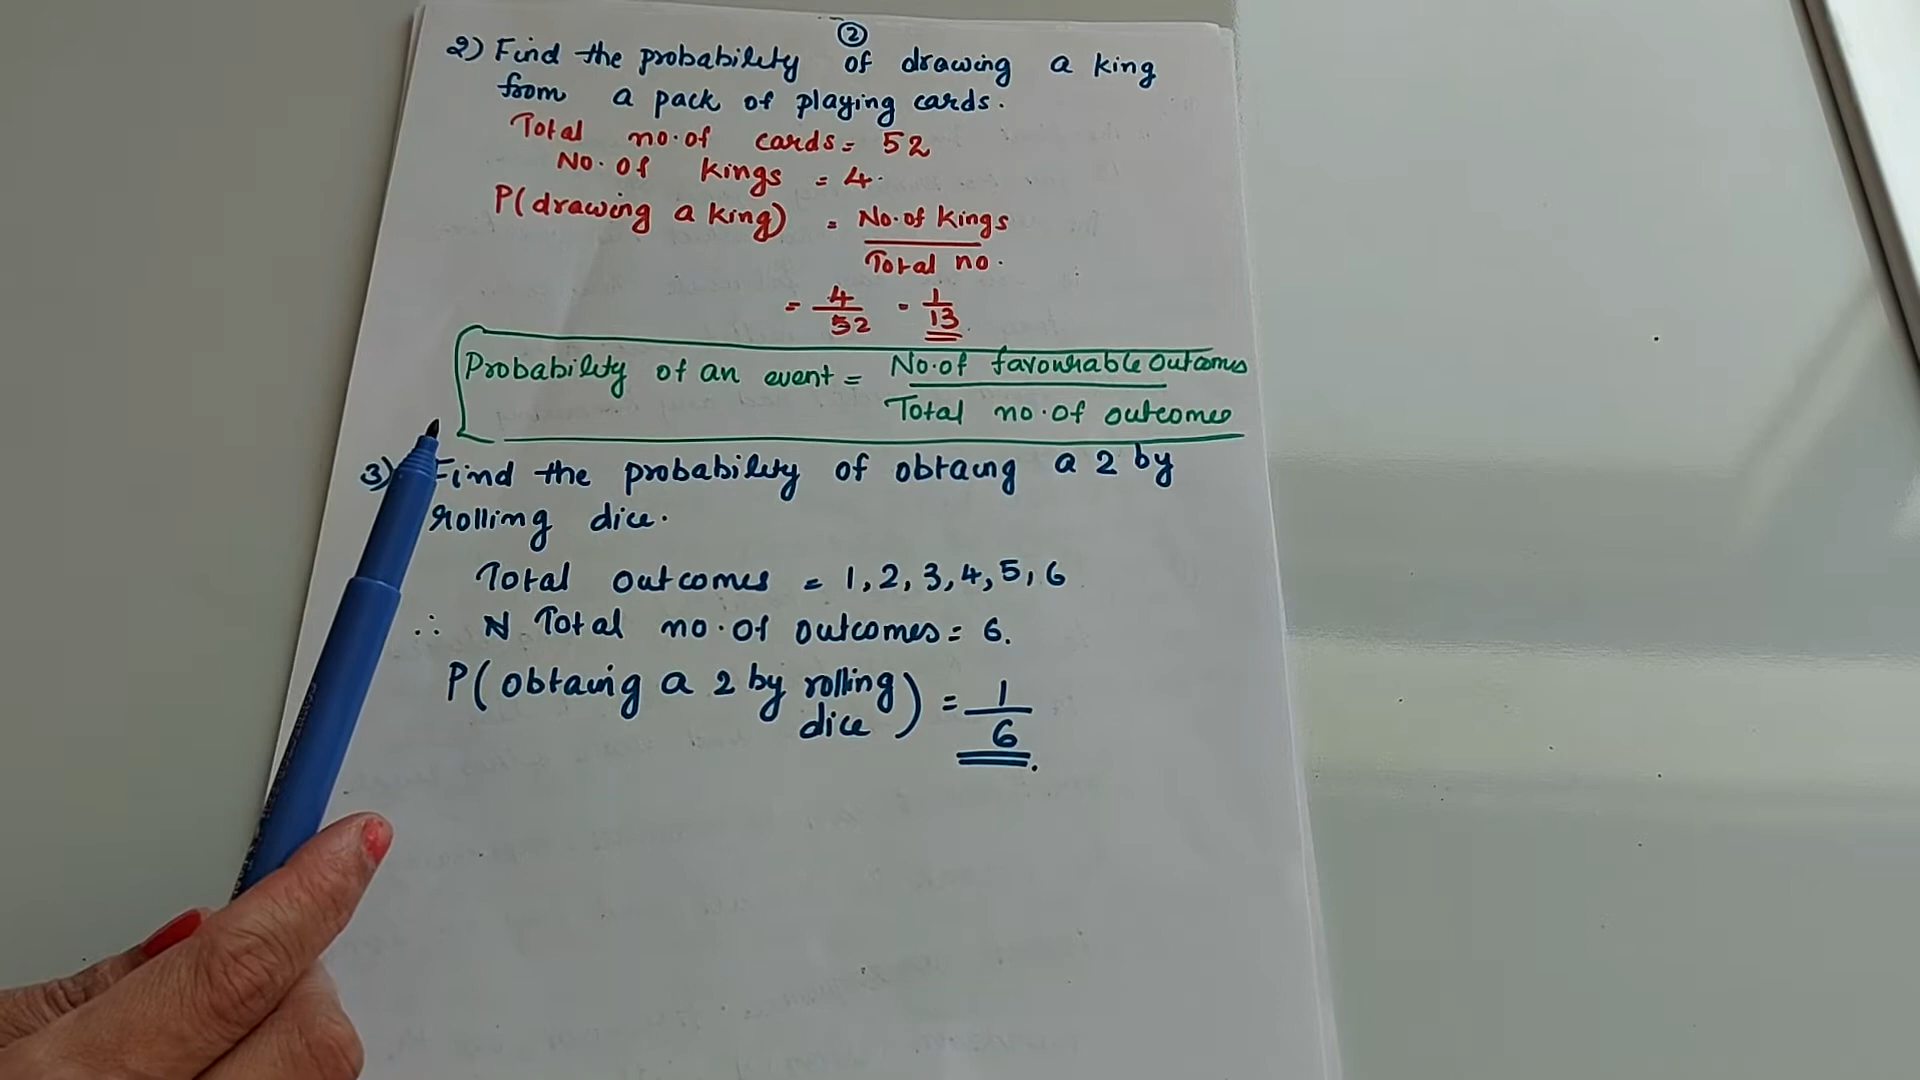 ②
2) Find the probability of drawing a king
from a pack of playing cards.
Total no. of cards = 52
No. of kings = 4.
P(drawing a king) = No. of kings
Total no.
= 4/52 = 1/13
Probability of an event = No. of favourable outcomes
Total no. of outcomes
3) Find the probability of obtaing a 2 by
rolling dice.
Total outcomes = 1, 2, 3, 4, 5, 6
∴ N Total no. of outcomes = 6.
P( obtaing a 2 by rolling
dice ) = 1/6.